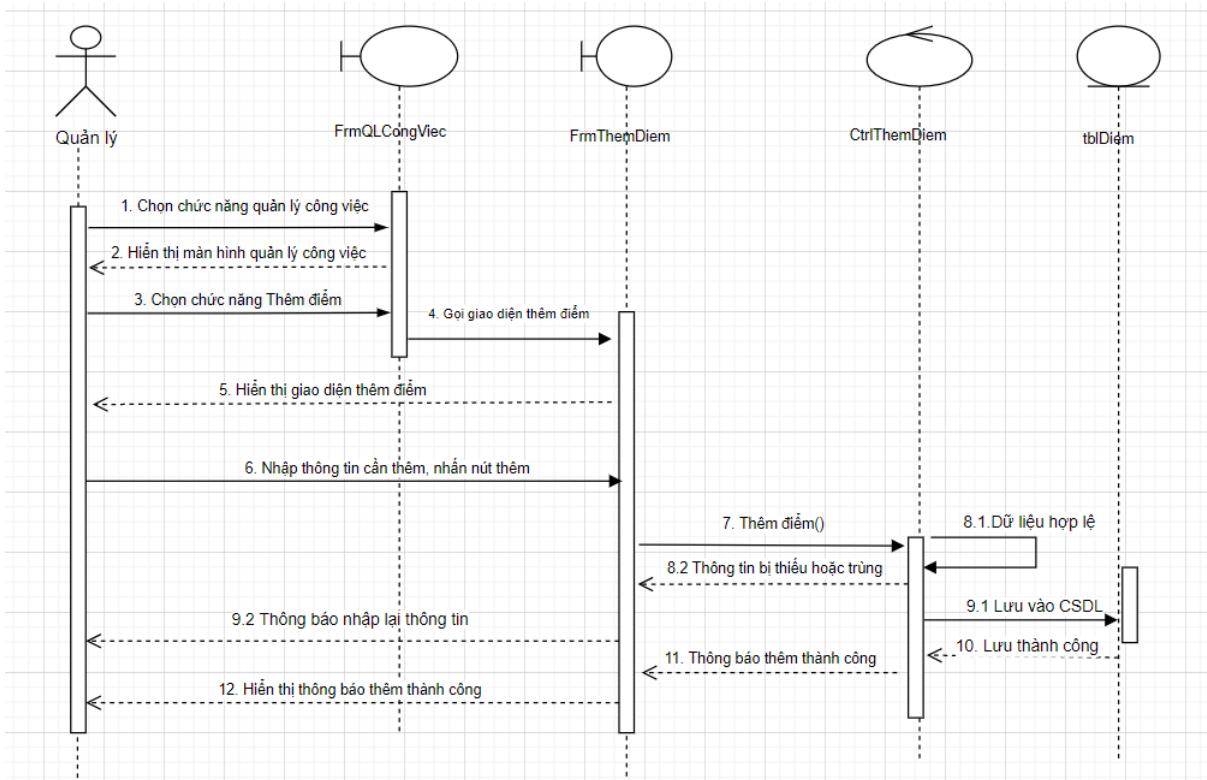 Quản lý
FrmQLCongViec
FrmThemDiem
CtrlThemDiem
tblDiem
1. Chọn chức năng quản lý công việc
2. Hiển thị màn hình quản lý công việc
3. Chọn chức năng Thêm điểm
4. Gọi giao diện thêm điểm
5. Hiển thị giao diện thêm điểm
6. Nhập thông tin cần thêm, nhấn nút thêm
7. Thêm điểm()
8.1.Dữ liệu hợp lệ
8.2 Thông tin bị thiếu hoặc trùng
9.1 Lưu vào CSDL
9.2 Thông báo nhập lại thông tin
10. Lưu thành công
11. Thông báo thêm thành công
12. Hiển thị thông báo thêm thành công